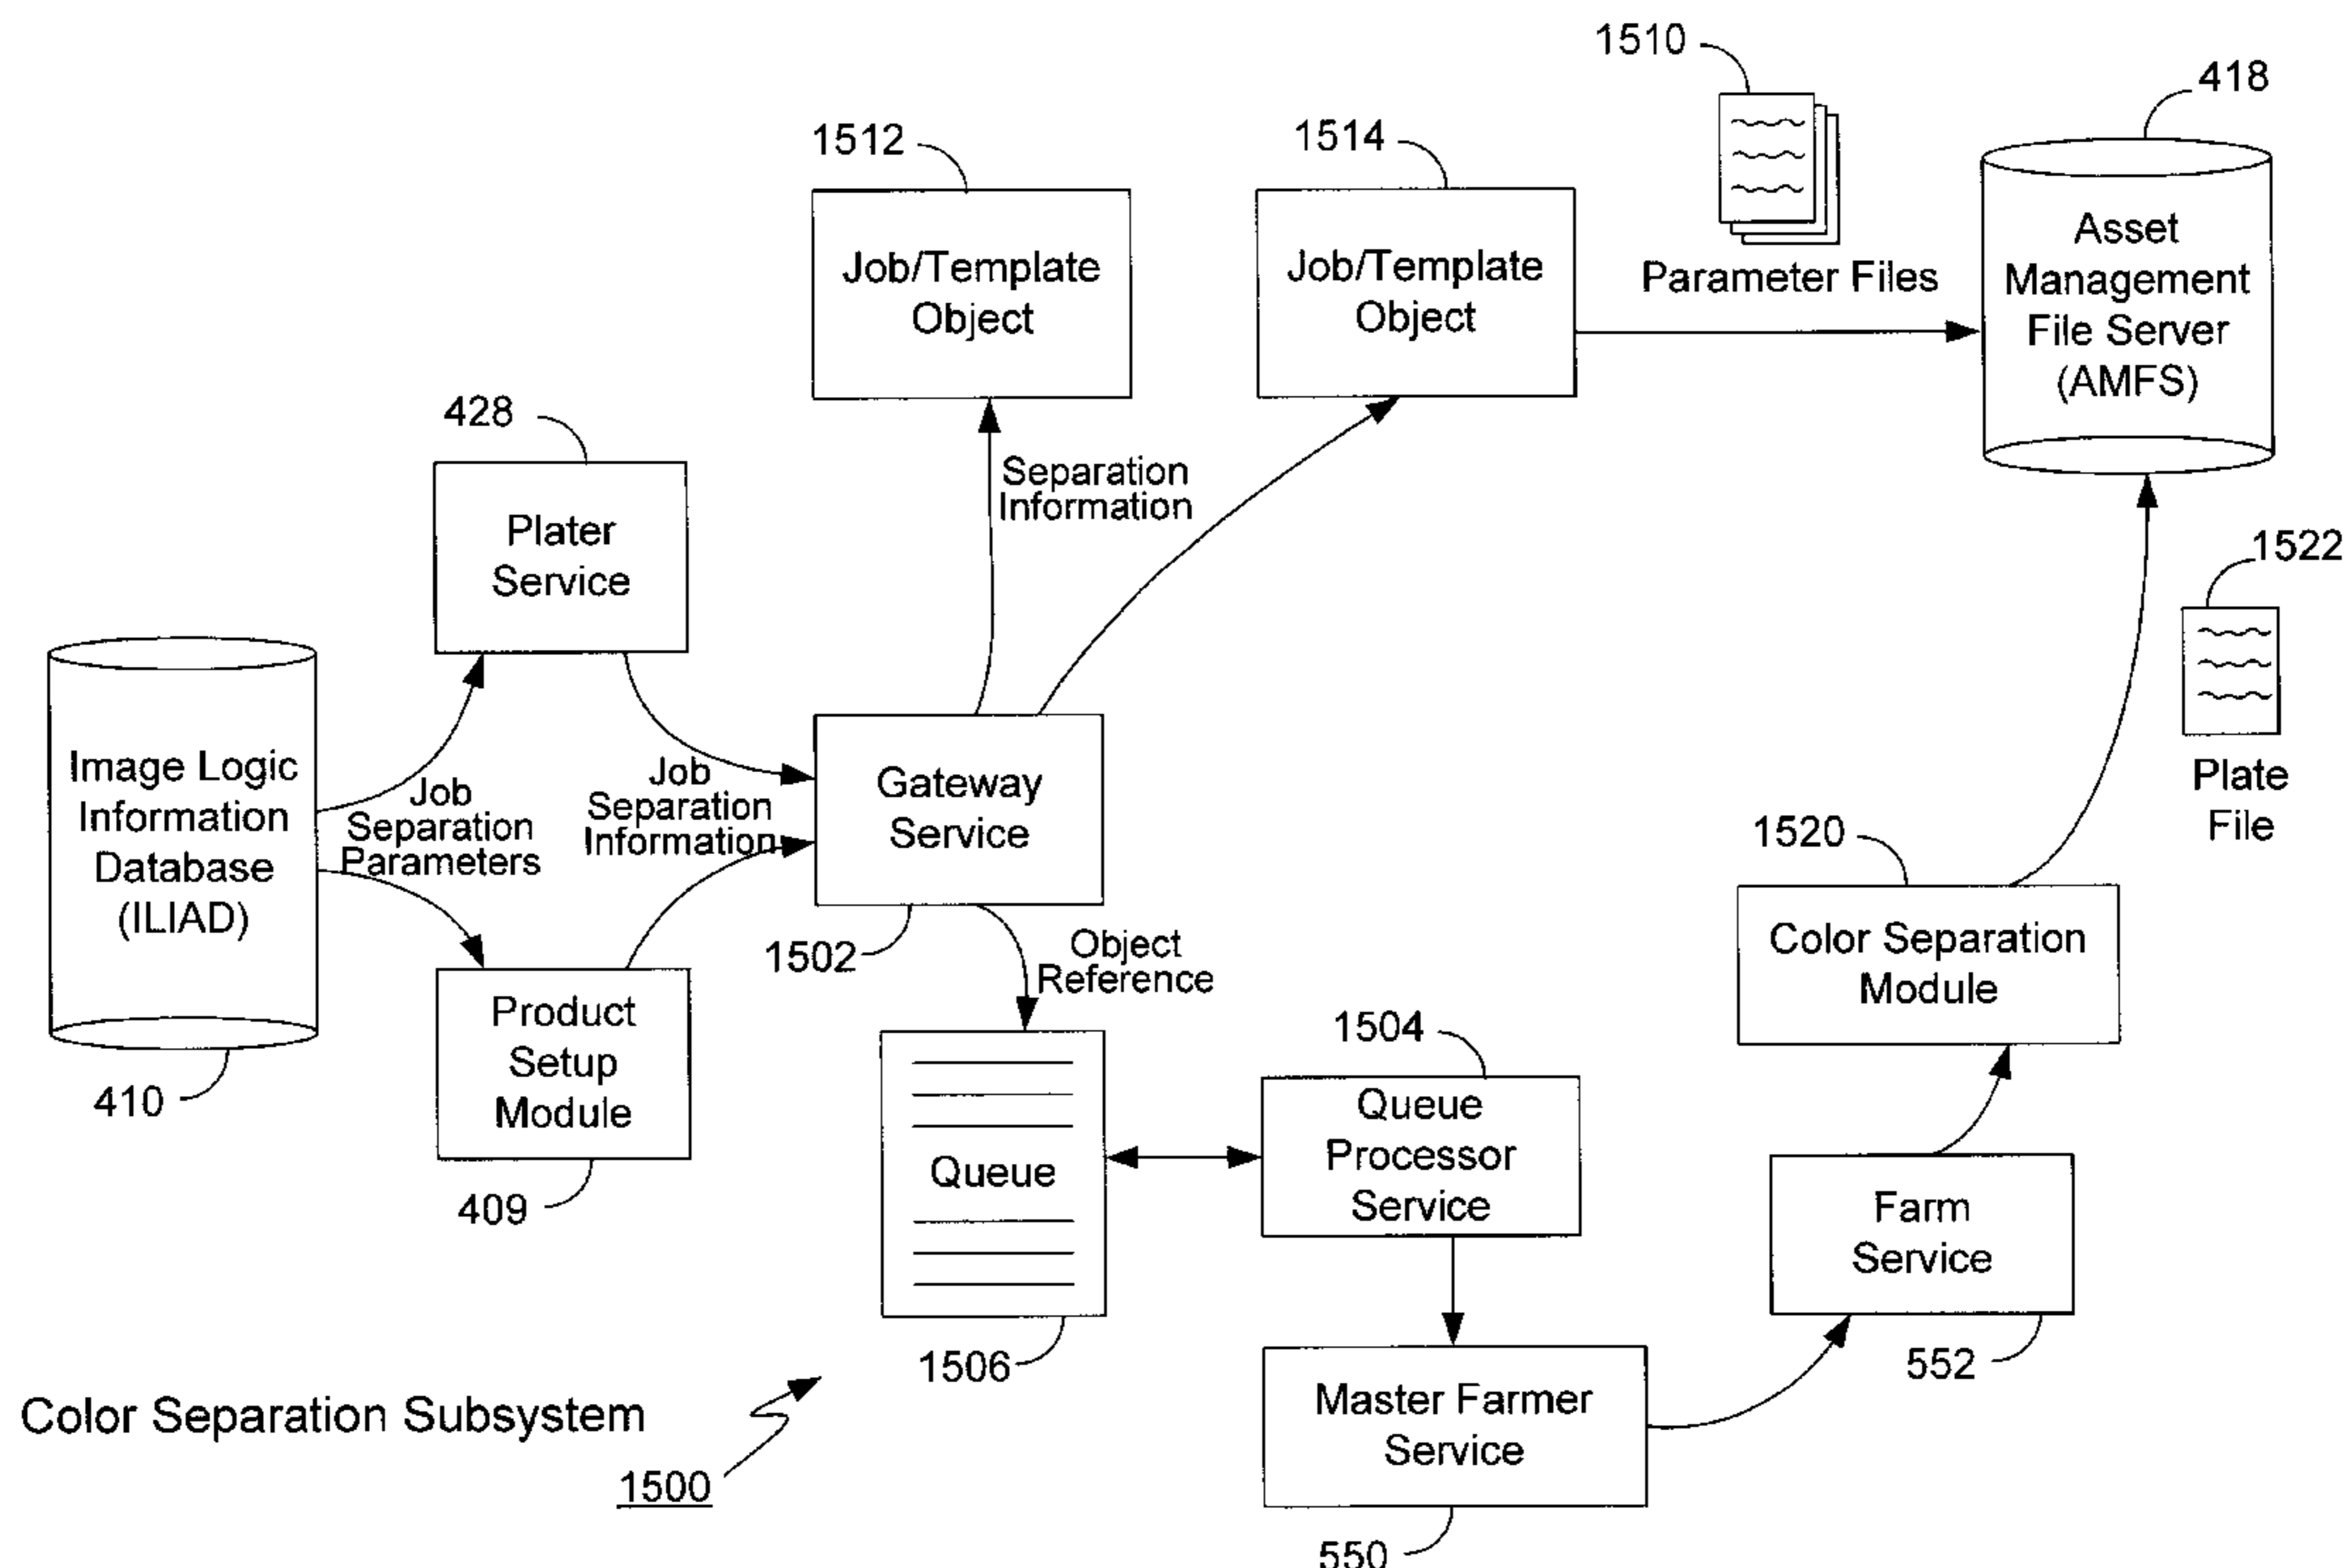 1510
418
1512
1514
Job/Template
Object
Job/Template
Object
Parameter Files
Asset
Management
File Server
(AMFS)
428
Plater
Service
Separation
Information
1522
Plate
File
Image Logic
Information
Database
(ILIAD)
410
Job
Separation
Parameters
Job
Separation
Information
Gateway
Service
1502
Object
Reference
Product
Setup
Module
409
Queue
1506
1504
Queue
Processor
Service
1520
Color Separation
Module
Farm
Service
552
Master Farmer
Service
550
Color Separation Subsystem
1500